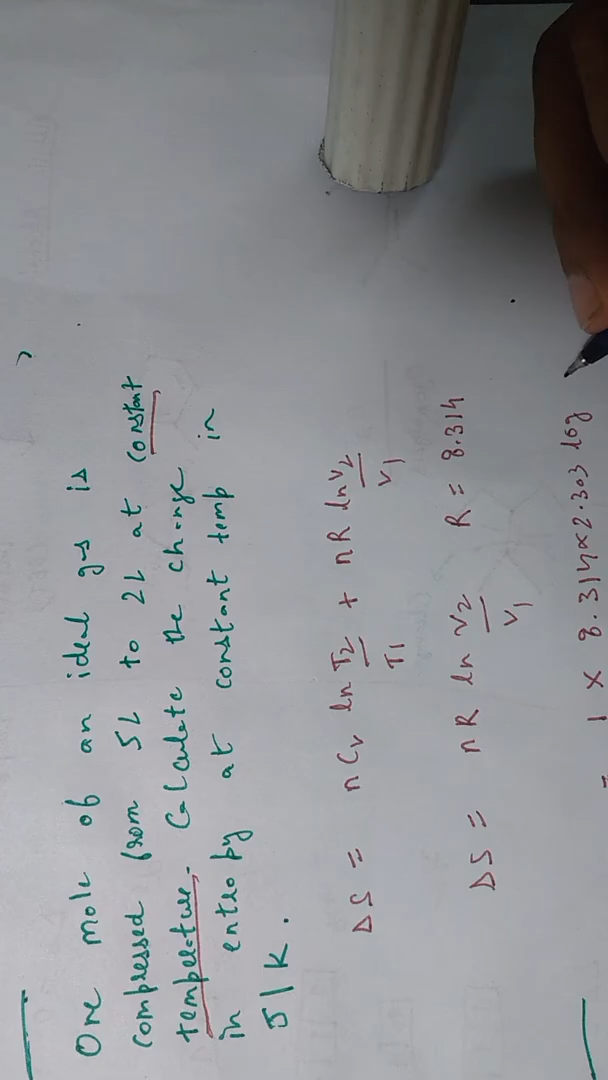 One mole of an ideal gas is
compressed from 5L to 2L at constant
temperature. Calculate the change
in entropy at constant temp in
J/K.
ΔS = nCv ln T2/T1 + nR ln V2/V1
ΔS = nR ln V2/V1 R = 8.314
= 1 x 8.314 x 2.303 log